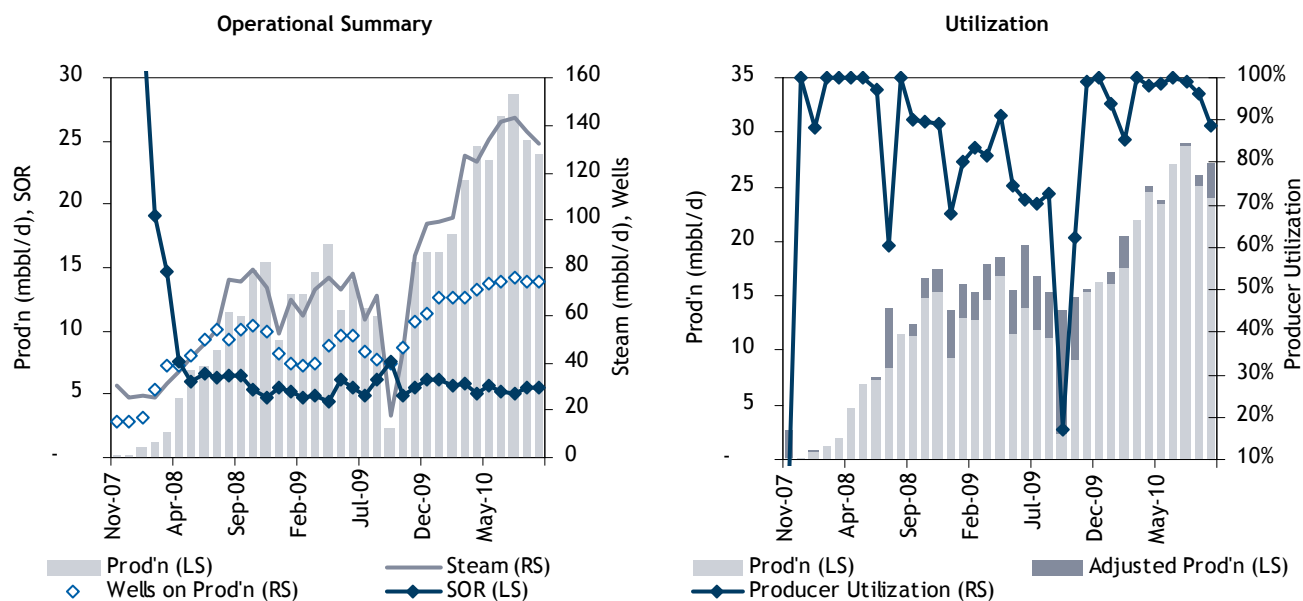 Operational Summary
30
25
20
15
10
5
-
Prod'n (mbbl/d), SOR
160
140
120
100
80
60
40
20
0
Steam (mbbl/d), Wells
Nov-07
Apr-08
Sep-08
Feb-09
Jul-09
Dec-09
May-10
Prod'n (LS)
Steam (RS)
Wells on Prod'n (RS)
SOR (LS)
Utilization
35
30
25
20
15
10
5
-
Prod'n (mbbl/d)
100%
90%
80%
70%
60%
50%
40%
30%
20%
10%
Producer Utilization
Nov-07
Apr-08
Sep-08
Feb-09
Jul-09
Dec-09
May-10
Prod'n (LS)
Adjusted Prod'n (LS)
Producer Utilization (RS)